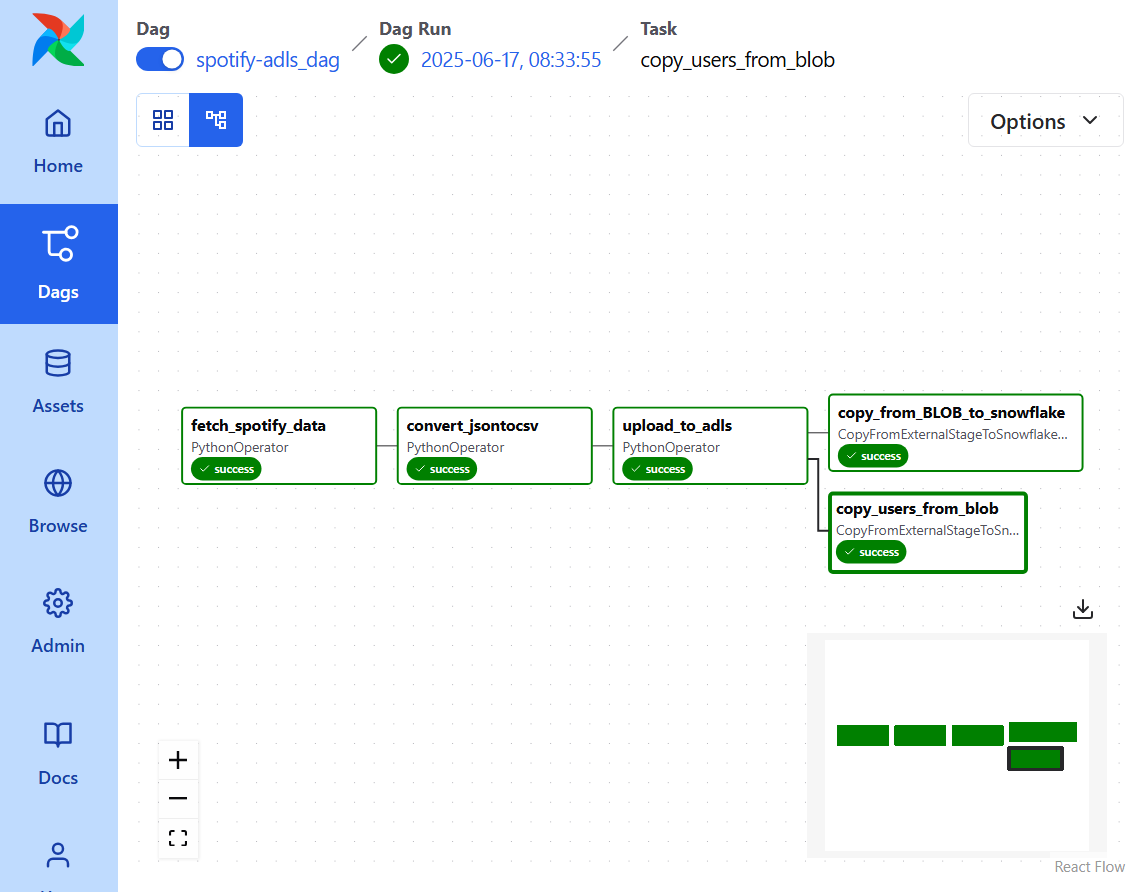 Dag
spotify-adls_dag
Dag Run
2025-06-17, 08:33:55
Task
copy_users_from_blob
Options
Home
Dags
Assets
Browse
Admin
Docs
fetch_spotify_data
PythonOperator
success
convert_jsontocsv
PythonOperator
success
upload_to_adls
PythonOperator
success
copy_from_BLOB_to_snowflake
CopyFromExternalStageToSnowflake...
success
copy_users_from_blob
CopyFromExternalStageToSn...
success
React Flow